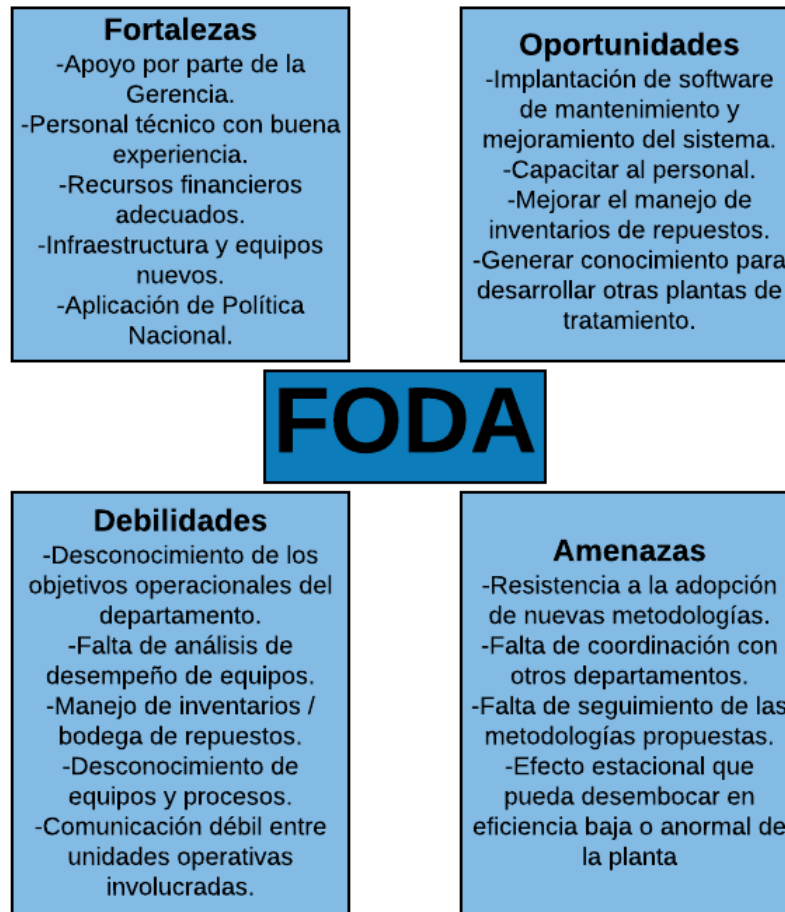 Fortalezas
-Apoyo por parte de la
Gerencia.
-Personal técnico con buena
experiencia.
-Recursos financieros
adecuados.
-Infraestructura y equipos
nuevos.
-Aplicación de Política
Nacional.
Oportunidades
-Implantación de software
de mantenimiento y
mejoramiento del sistema.
-Capacitar al personal.
-Mejorar el manejo de
inventarios de repuestos.
-Generar conocimiento para
desarrollar otras plantas de
tratamiento.
FODA
Debilidades
-Desconocimiento de los
objetivos operacionales del
departamento.
-Falta de análisis de
desempeño de equipos.
-Manejo de inventarios /
bodega de repuestos.
-Desconocimiento de
equipos y procesos.
-Comunicación débil entre
unidades operativas
involucradas.
Amenazas
-Resistencia a la adopción
de nuevas metodologías.
-Falta de coordinación con
otros departamentos.
-Falta de seguimiento de las
metodologías propuestas.
-Efecto estacional que
pueda desembocar en
eficiencia baja o anormal de
la planta